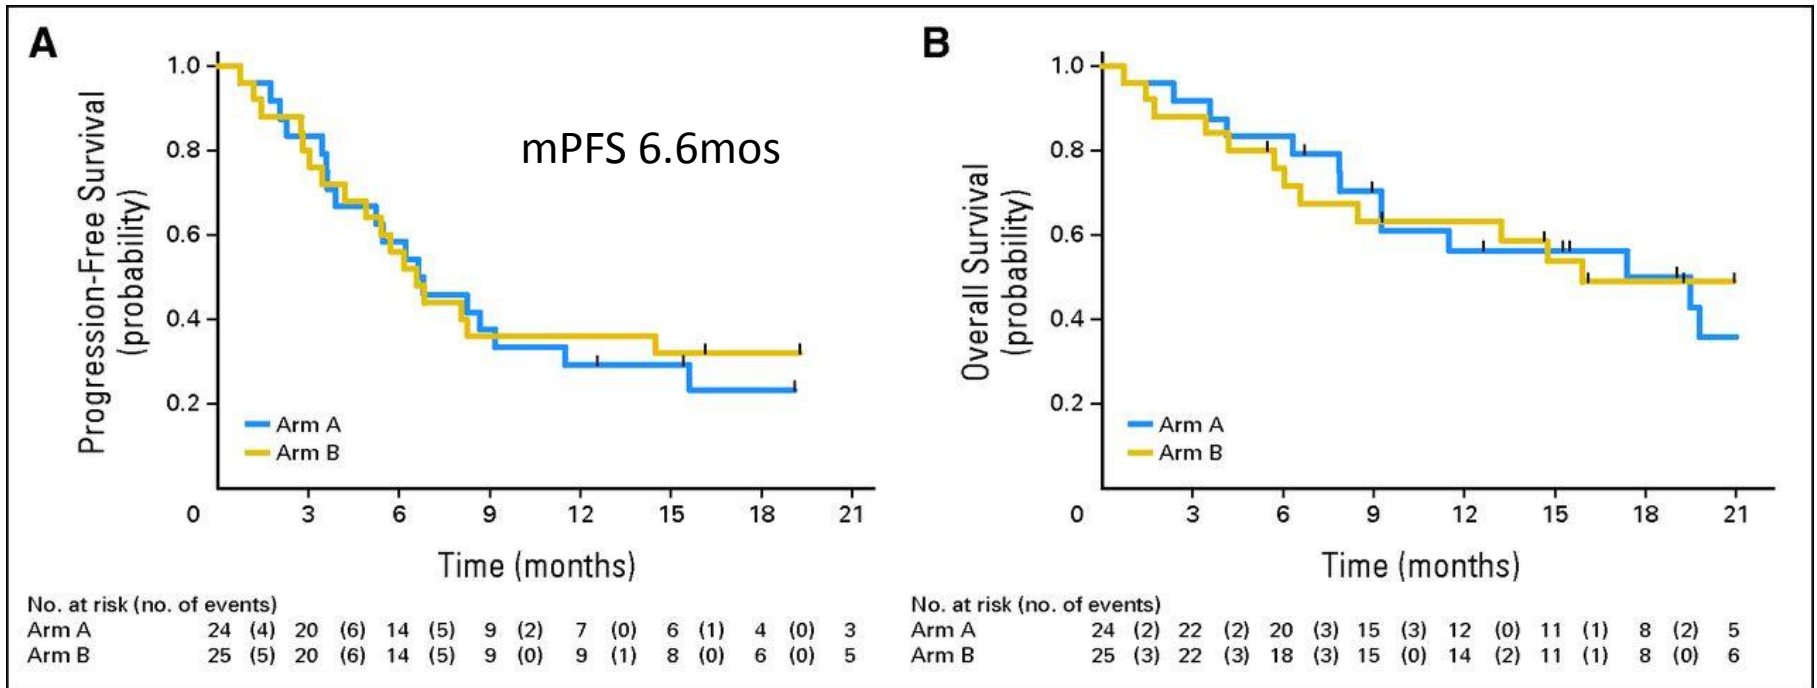 A
Progression-Free Survival
(probability)
1.0
0.8
0.6
0.4
0.2
0
mPFS 6.6mos
Arm A
Arm B
3 6 9 12 15 18 21
Time (months)
No. at risk (no. of events)
Arm A 24 (4) 20 (6) 14 (5) 9 (2) 7 (0) 6 (1) 4 (0) 3
Arm B 25 (5) 20 (6) 14 (5) 9 (0) 9 (1) 8 (0) 6 (0) 5
B
Overall Survival
(probability)
1.0
0.8
0.6
0.4
0.2
0
Arm A
Arm B
3 6 9 12 15 18 21
Time (months)
No. at risk (no. of events)
Arm A 24 (2) 22 (2) 20 (3) 15 (3) 12 (0) 11 (1) 8 (2) 5
Arm B 25 (3) 22 (3) 18 (3) 15 (0) 14 (2) 11 (1) 8 (0) 6